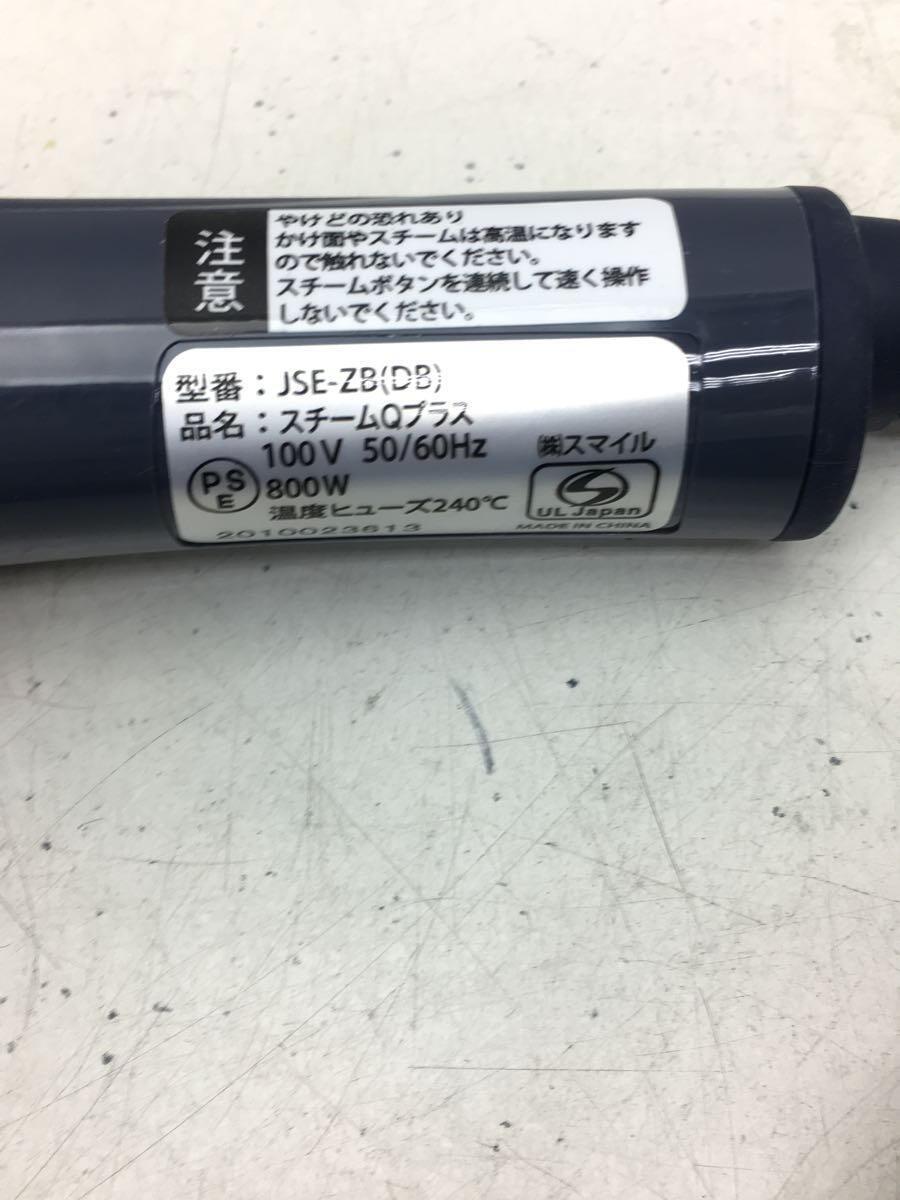 注意
やけどの恐れあり
かけ面やスチームは高温になります
ので触れないでください。
スチームボタンを連続して速く操作
しないでください。
型番：JSE-ZB(DB)
品名：スチームQプラス
100V 50/60Hz
㈱スマイル
PSE
800W
温度ヒューズ240℃
UL Japan
2010023613
MADE IN CHINA